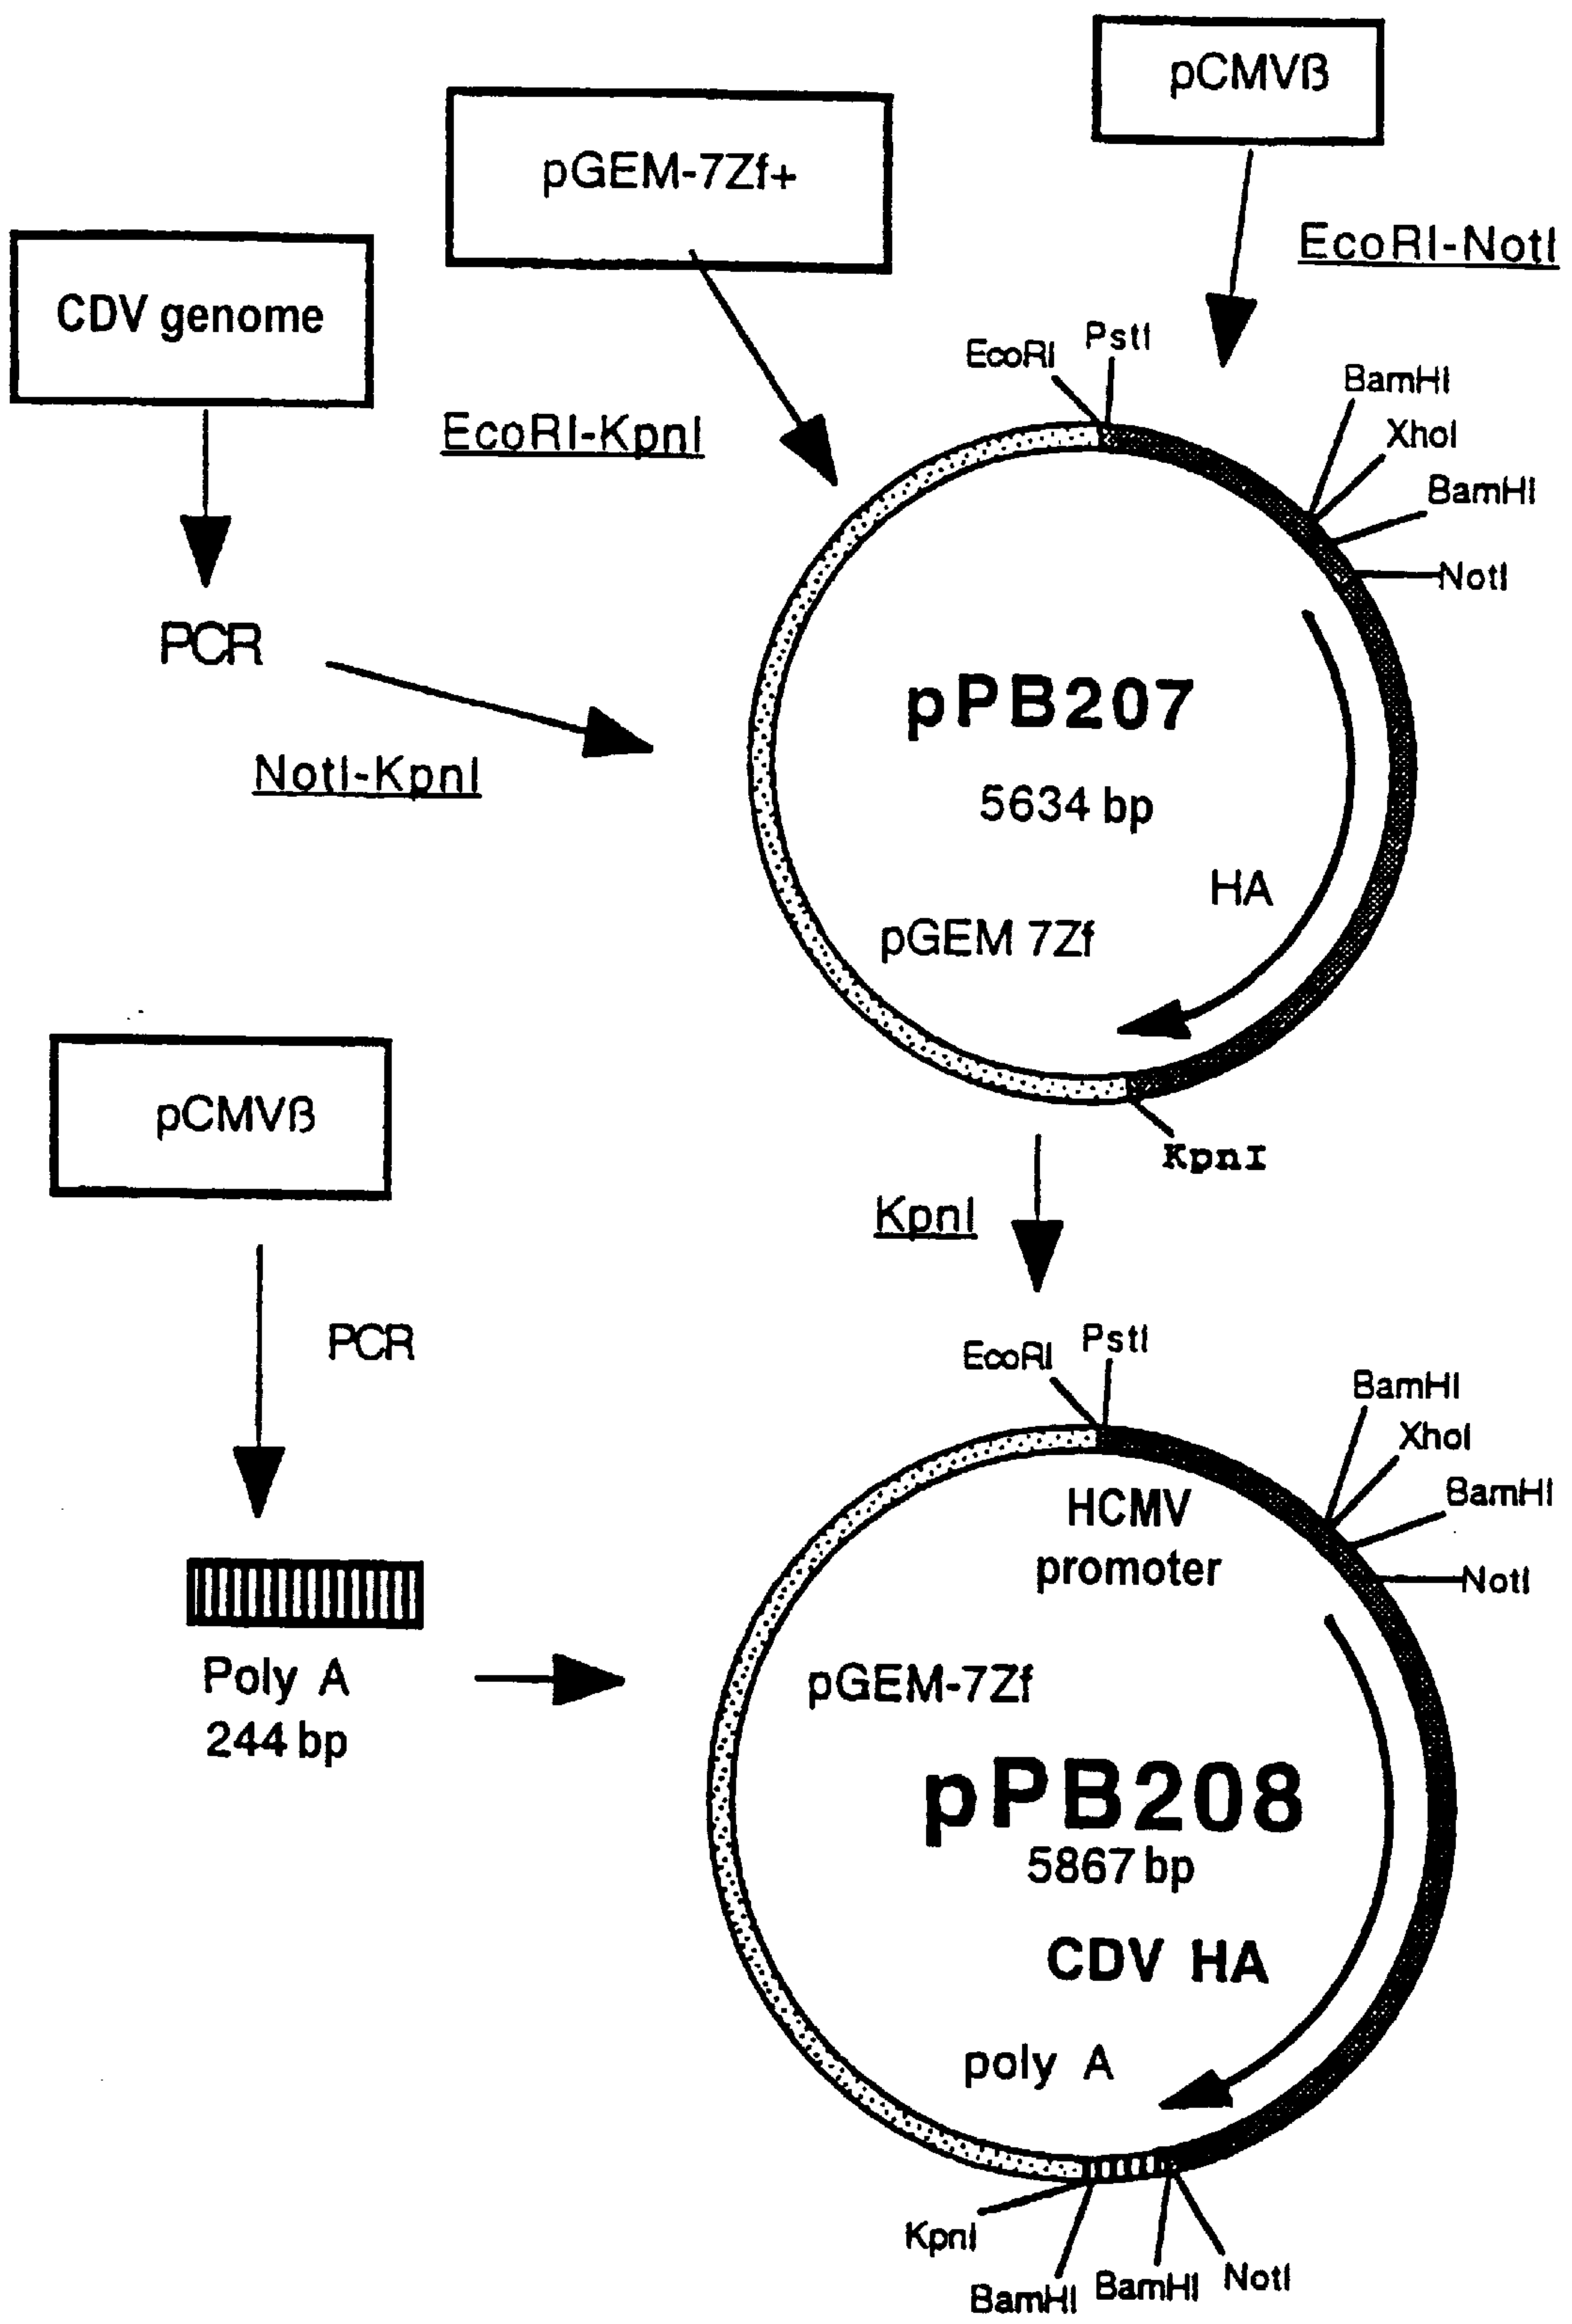 pCMVß
pGEM-7Zf+
EcoRI-NotI
CDV genome
EcoRI
PstI
BamHI
EcoRI-KpnI
XhoI
BamHI
NotI
PCR
pPB207
NotI-KpnI
5634 bp
HA
pGEM 7Zf
pCMVß
KpnI
KpnI
PCR
EcoRI
PstI
BamHI
XhoI
HCMV
BamHI
promoter
NotI
Poly A
pGEM-7Zf
244 bp
pPB208
5867 bp
CDV HA
poly A
KpnI
BamHI
BamHI
NotI